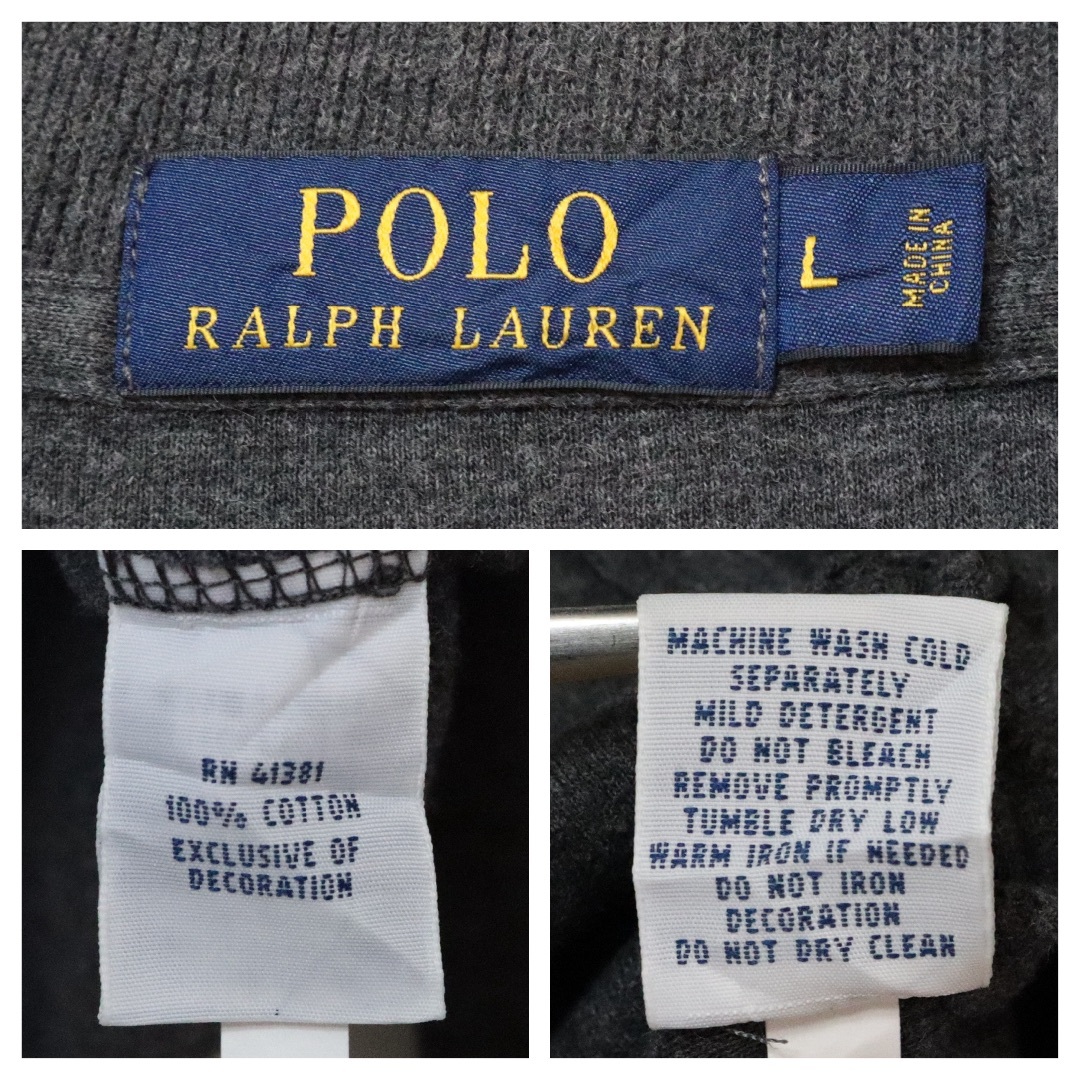 POLO
RALPH LAUREN
L
MADE IN
CHINA
RN 41381
100% COTTON
EXCLUSIVE OF
DECORATION
MACHINE WASH COLD
SEPARATELY
MILD DETERGENT
DO NOT BLEACH
REMOVE PROMPTLY
TUMBLE DRY LOW
WARM IRON IF NEEDED
DO NOT IRON
DECORATION
DO NOT DRY CLEAN